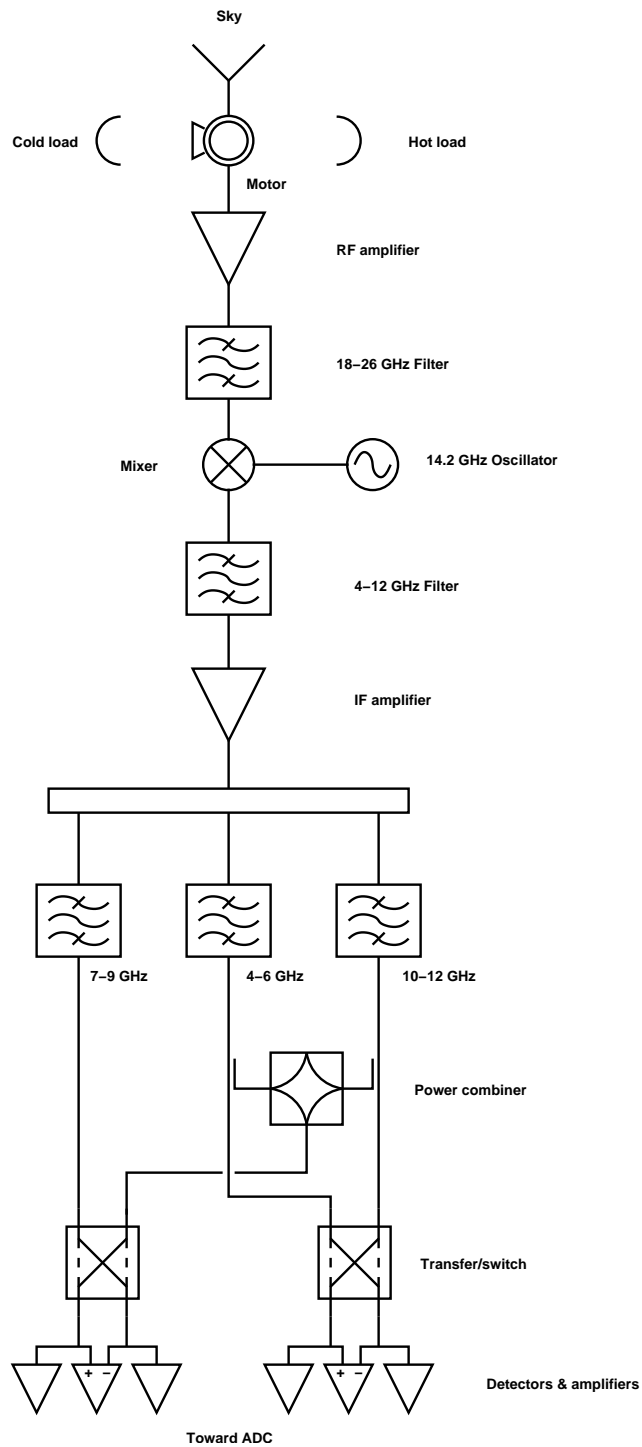 Sky
Cold load
Hot load
Motor
RF amplifier
18−26 GHz Filter
Mixer
14.2 GHz Oscillator
4−12 GHz Filter
IF amplifier
7−9 GHz
4−6 GHz
10−12 GHz
Power combiner
Transfer/switch
+ −
+ −
Detectors & amplifiers
Toward ADC